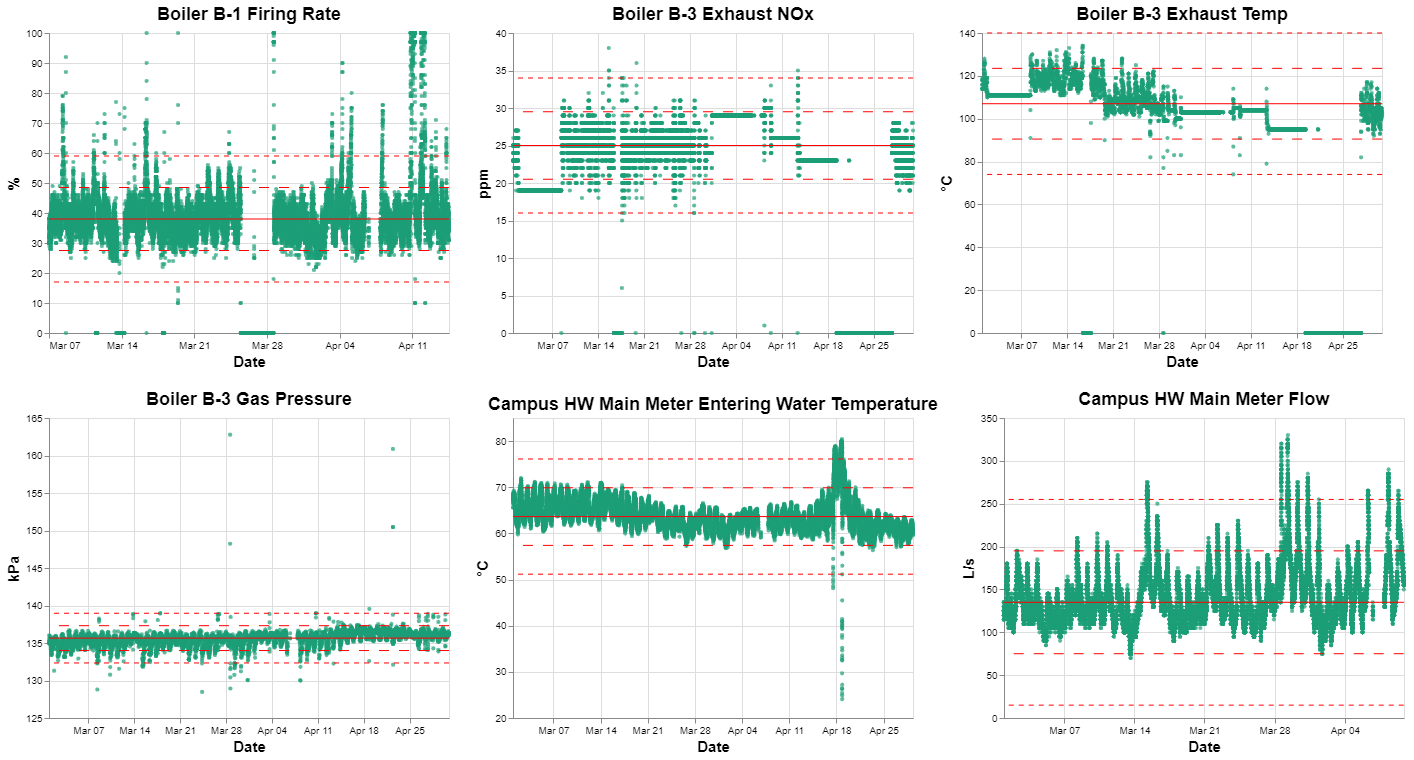 Boiler B-1 Firing Rate
100
90
80
70
60
50
40
30
20
10
0
%
Mar 07 Mar 14 Mar 21 Mar 28 Apr 04 Apr 11
Date
Boiler B-3 Exhaust NOx
40
35
30
25
20
15
10
5
0
ppm
Mar 07 Mar 14 Mar 21 Mar 28 Apr 04 Apr 11 Apr 18 Apr 25
Date
Boiler B-3 Exhaust Temp
140
120
100
80
60
40
20
0
°C
Mar 07 Mar 14 Mar 21 Mar 28 Apr 04 Apr 11 Apr 18 Apr 25
Date
Boiler B-3 Gas Pressure
165
160
155
150
145
140
135
130
125
kPa
Mar 07 Mar 14 Mar 21 Mar 28 Apr 04 Apr 11 Apr 18 Apr 25
Date
Campus HW Main Meter Entering Water Temperature
80
70
60
50
40
30
20
°C
Mar 07 Mar 14 Mar 21 Mar 28 Apr 04 Apr 11 Apr 18 Apr 25
Date
Campus HW Main Meter Flow
350
300
250
200
150
100
50
0
L/s
Mar 07 Mar 14 Mar 21 Mar 28 Apr 04
Date